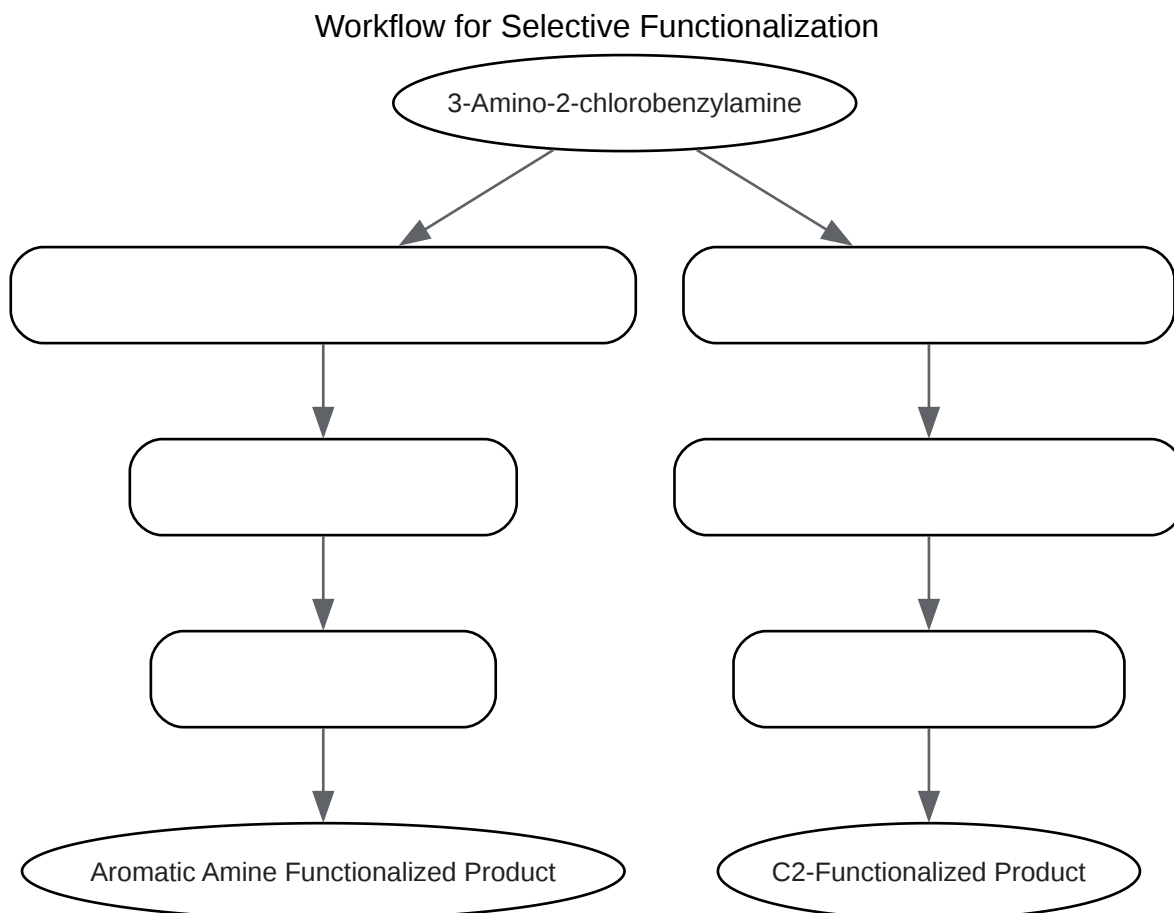 Workflow for Selective Functionalization
3-Amino-2-chlorobenzylamine
Aromatic Amine Functionalized Product
C2-Functionalized Product